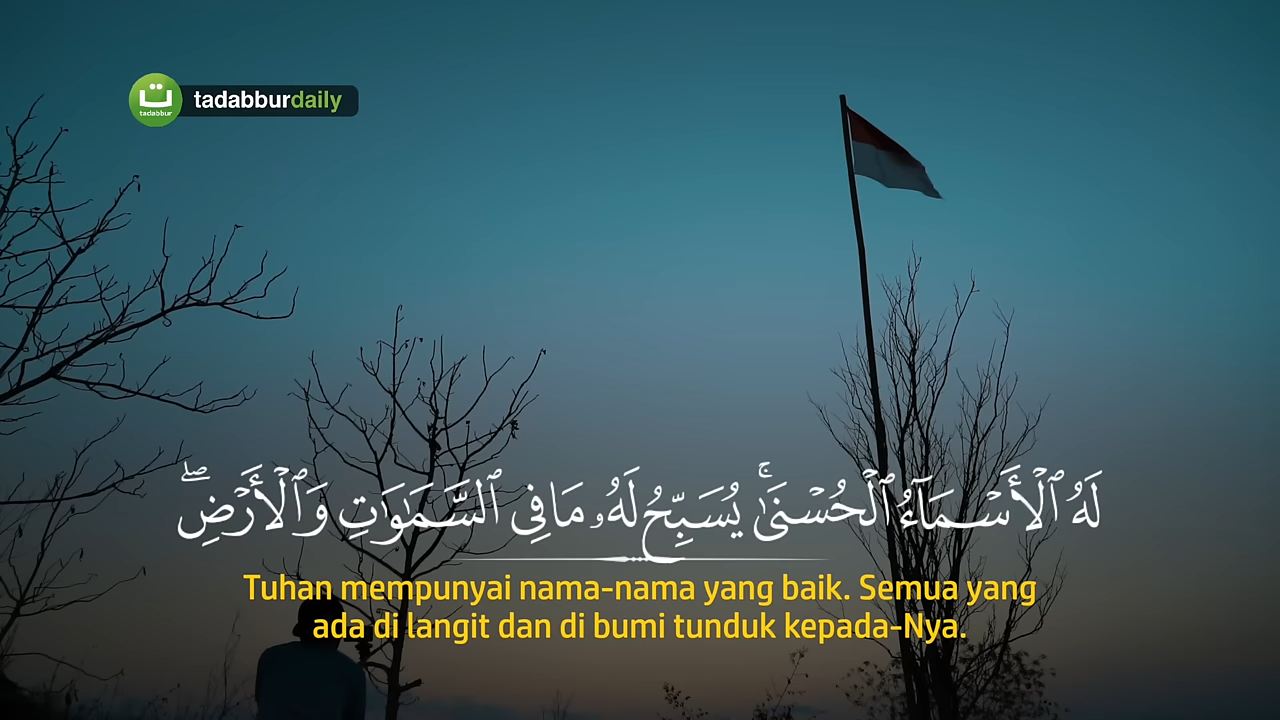 ت
tadabbur
tadabburdaily
لَهُ ٱلْأَسْمَآءُ ٱلْحُسْنَىٰ ۚ يُسَبِّحُ لَهُۥ مَا فِى ٱلسَّمَٰوَٰتِ وَٱلْأَرْضِ ۖ
Tuhan mempunyai nama-nama yang baik. Semua yang
ada di langit dan di bumi tunduk kepada-Nya.